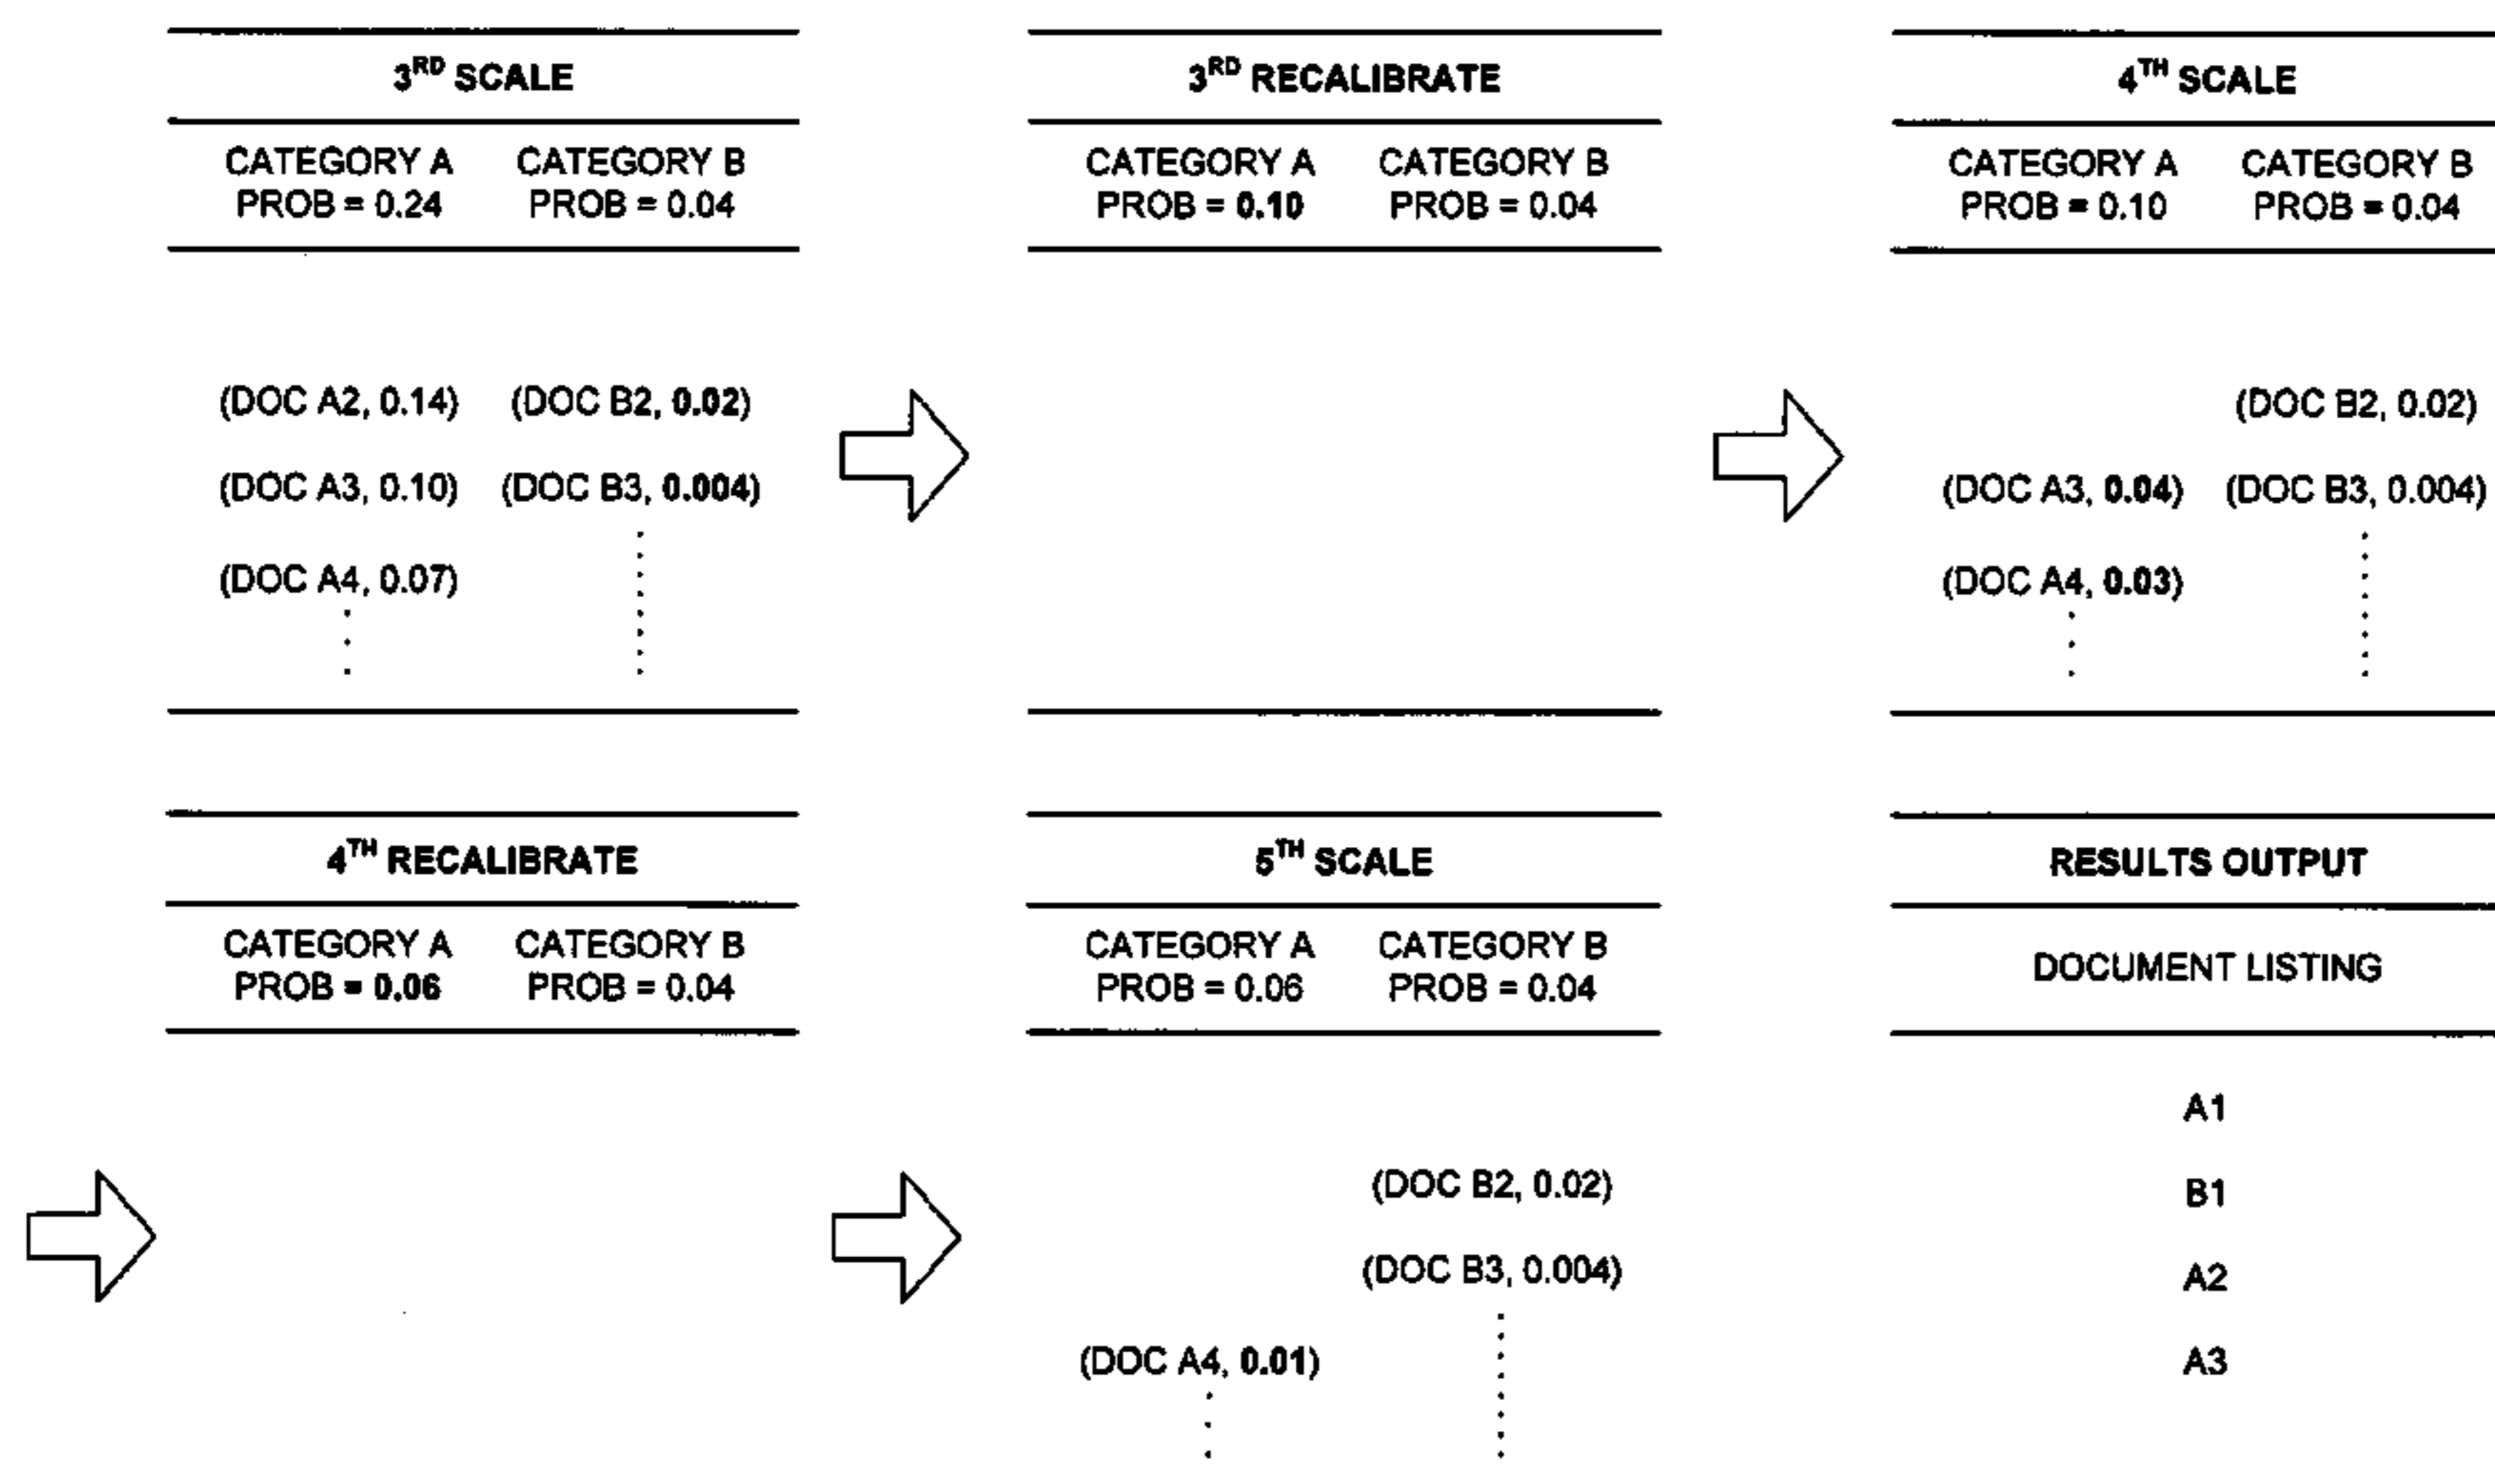 3RD SCALE
CATEGORY A CATEGORY B
PROB = 0.24 PROB = 0.04
(DOC A2, 0.14) (DOC B2, 0.02)
(DOC A3, 0.10) (DOC B3, 0.004)
(DOC A4, 0.07)
3RD RECALIBRATE
CATEGORY A CATEGORY B
PROB = 0.10 PROB = 0.04
4TH SCALE
CATEGORY A CATEGORY B
PROB = 0.10 PROB = 0.04
(DOC B2, 0.02)
(DOC A3, 0.04) (DOC B3, 0.004)
(DOC A4, 0.03)
4TH RECALIBRATE
CATEGORY A CATEGORY B
PROB = 0.06 PROB = 0.04
5TH SCALE
CATEGORY A CATEGORY B
PROB = 0.06 PROB = 0.04
(DOC B2, 0.02)
(DOC B3, 0.004)
(DOC A4, 0.01)
RESULTS OUTPUT
DOCUMENT LISTING
A1
B1
A2
A3